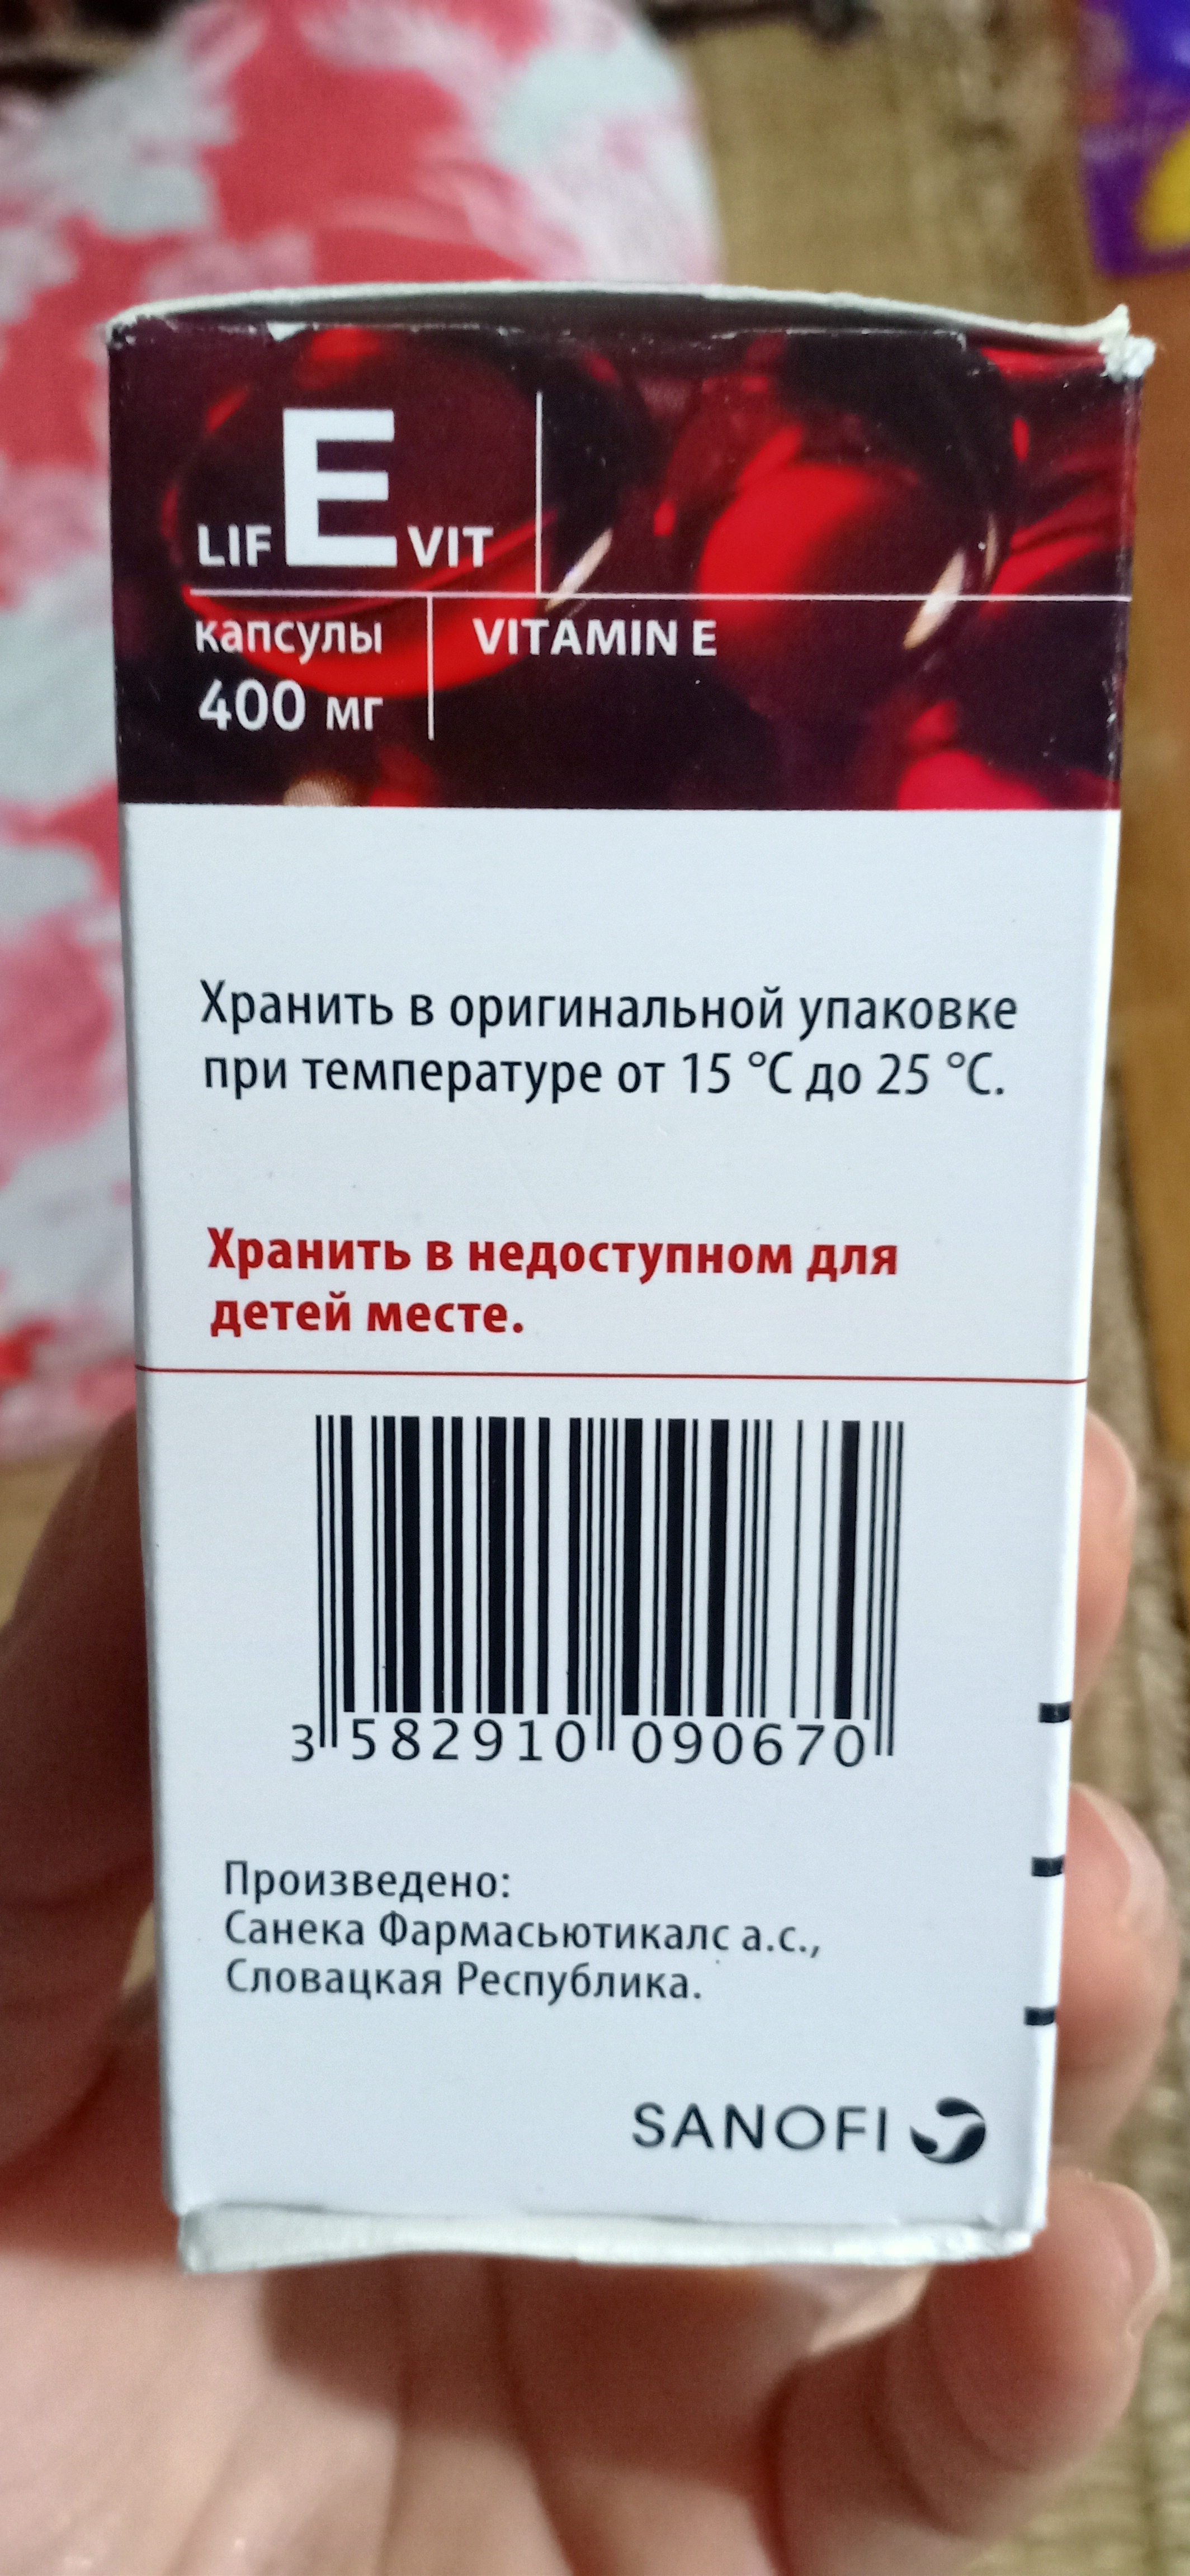 LIF E VIT
капсулы
400 мг
VITAMIN E
Хранить в оригинальной упаковке
при температуре от 15 °C до 25 °C.
Хранить в недоступном для
детей месте.
3 582910 090670
Произведено:
Санека Фармасьютикалс а.с.,
Словацкая Республика.
SANOFI